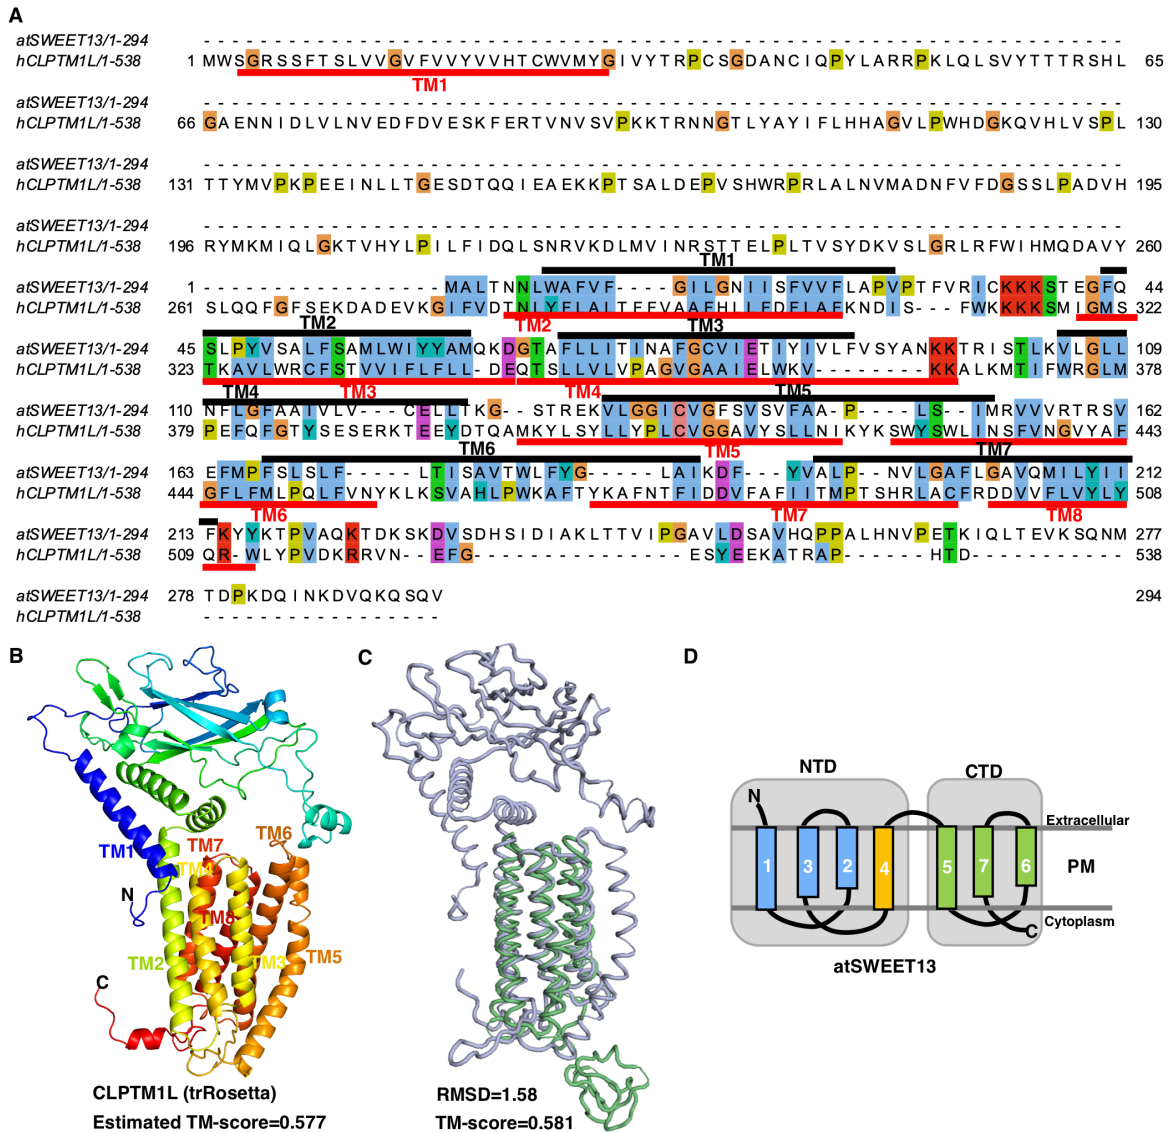 A
atSWEET13/1-294 - - - - - - - - - - - - - - - - - - - - - - - - - - - - - - - - - - - - - - - - - - - - - - - - - - - - - - - - - - - - - - - - -
hCLPTM1L/1-538 1 MWSGRSSFTSLVVGVFVVYVVHTCWVMYGIVYTRPCSGDANCIQPYLARRPKLQLSVYTTTRSHL 65
TM1
atSWEET13/1-294 - - - - - - - - - - - - - - - - - - - - - - - - - - - - - - - - - - - - - - - - - - - - - - - - - - - - - - - - - - - - - - - - -
hCLPTM1L/1-538 66 GAENNIDLVLNVEDFDVESKFERTVNVSVPKKTRNNGTLYAYIFLHHAGVLPWHDGKQVHLVSPL 130
atSWEET13/1-294 - - - - - - - - - - - - - - - - - - - - - - - - - - - - - - - - - - - - - - - - - - - - - - - - - - - - - - - - - - - - - - - - -
hCLPTM1L/1-538 131 TTYMVPKPEEINLLTGESDTQQIEAEKKPTSALDEPVSHWRPRLALNVMADNFVFDGSSLPADVH 195
atSWEET13/1-294 - - - - - - - - - - - - - - - - - - - - - - - - - - - - - - - - - - - - - - - - - - - - - - - - - - - - - - - - - - - - - - - - -
hCLPTM1L/1-538 196 RYMKMIQLGKTVHYLPILFIDQLSNRVKDLMVINRSTTELPLTVSYDKVSLGRLRFWIHMQDAVY 260
TM1
atSWEET13/1-294 1 - - - - - - - - - - - - - - - - - MALTNNLWAFVF----GILGNIISFVVFLAPVPTFVRICKKKSTEGFQ 44
hCLPTM1L/1-538 261 SLQQFGFSEKDADEVKGIFVDTNLYFIAITFFVAAFHLLFDFIAFKNDIS---FWKKKKSMIGMS 322
TM2 TM2 TM3
atSWEET13/1-294 45 SLPYVSALFSAMLWIYYAMQKDGTAFLLITINAFGCVIETIYIVLFVSYANKKTRISTLKVLGLL 109
hCLPTM1L/1-538 323 TKAVLWRCFSTVVIFLFLL-DEQTSLLVLVPAGVGAAIELWKV--------KKALKMTIFWRGLM 378
TM4 TM3 TM4 TM5
atSWEET13/1-294 110 NFLGFAAIVLV---CELLTKG--STREKVLGGICVGFSVSVFAA-P----LS--IMRVVVRTRSV 162
hCLPTM1L/1-538 379 PEFQFGTYSESERKTEEYDTQAMKYLSYLLYPLCVGGAVYSLLNIKYKSWYSWLINSFVNGVYAF 443
TM6 TM5 TM7
atSWEET13/1-294 163 EFMPFSLSLF------LTISAVTWLFYG--------LAIKDF---YVALP--NVLGAFLGAVQMILYII 212
hCLPTM1L/1-538 444 GFLFMLPQLFVNYKLKSVAHLPWKAFTYKAFNTFIDDVFAFIITMPTSHRLACFRDDVVFLVYLY 508
TM6 TM7 TM8
atSWEET13/1-294 213 FKYYKTPVAQKTDKSKDVSDHSIDIAKLTTVIPGAVLDSAVHQPPALHNVPETKIQLTEVKSQNM 277
hCLPTM1L/1-538 509 QR-WLYPVDKRRVN--EFG---------------ESYEEKATRAP------HTD----------- 538
atSWEET13/1-294 278 TDPKDQINKDVQKQSQV 294
hCLPTM1L/1-538 - - - - - - - - - - - - - - - - -
B
C
D
TM6
TM7
TM1
TM4
N
TM8
TM2
TM3
TM5
C
CLPTM1L (trRosetta)
Estimated TM-score=0.577
RMSD=1.58
TM-score=0.581
NTD
CTD
N
Extracellular
1 3 2 4 5 7 6
PM
Cytoplasm
C
atSWEET13